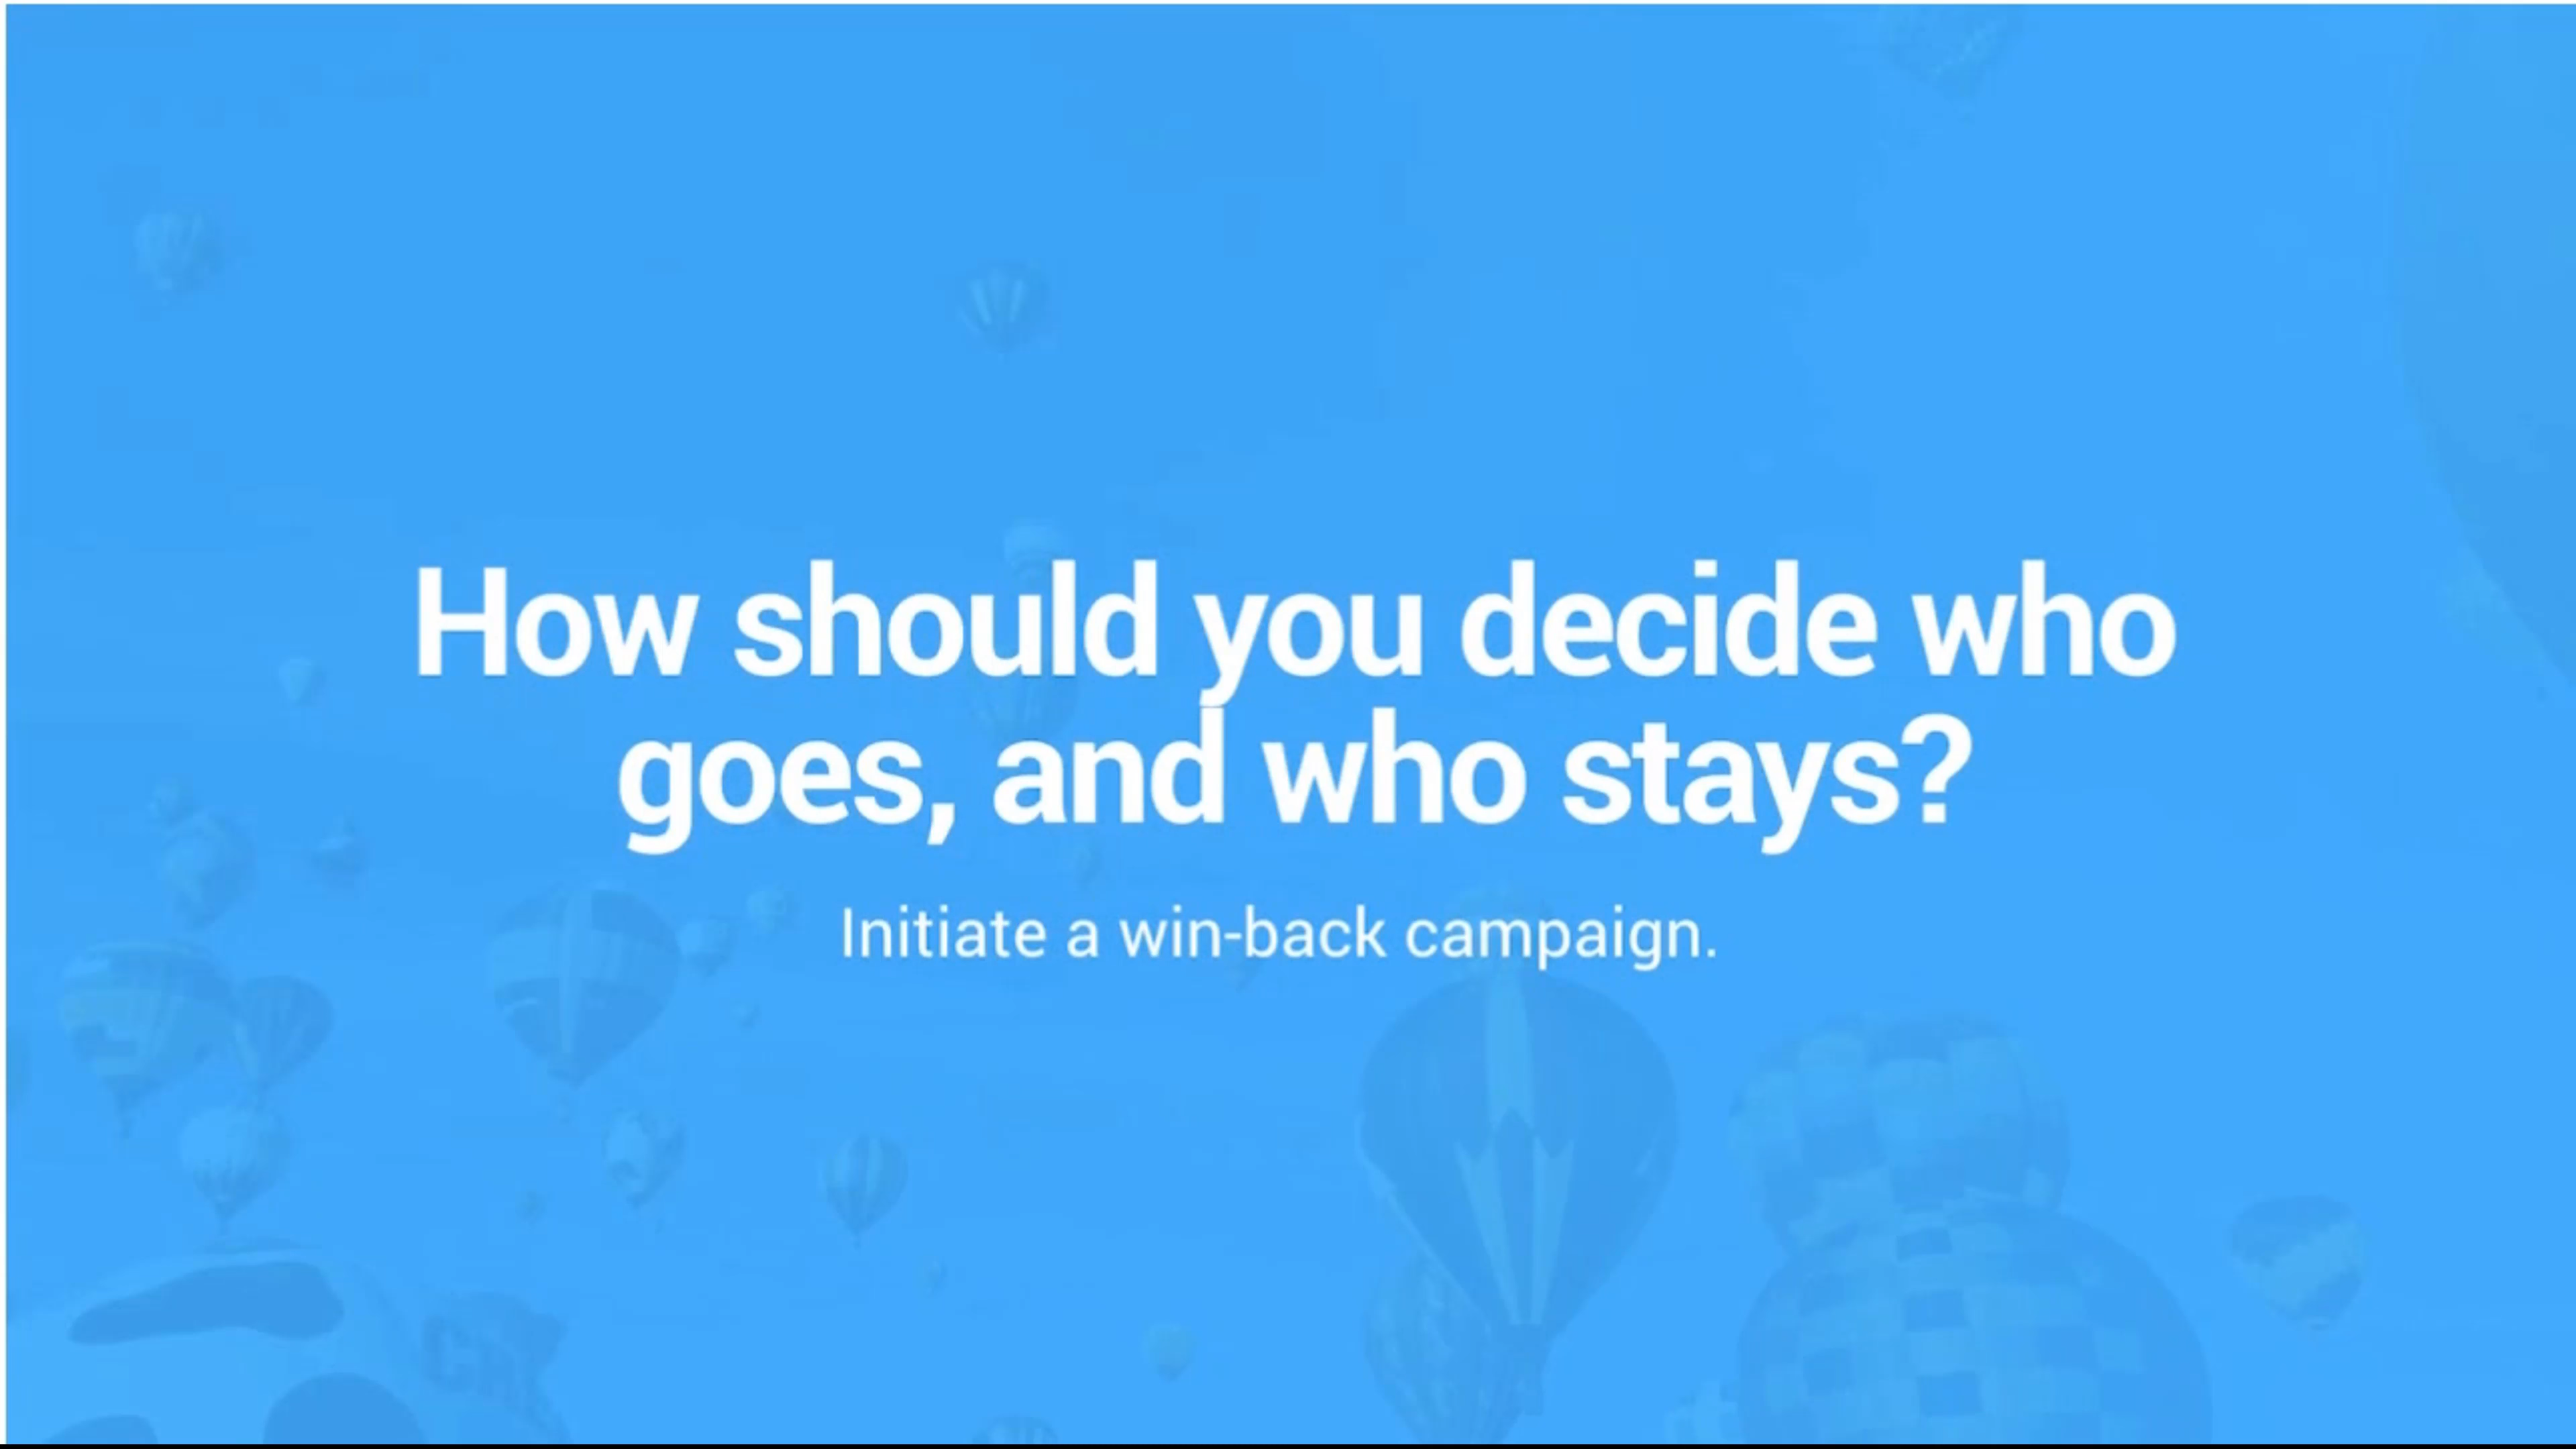 How should you decide who
goes, and who stays?
Initiate a win-back campaign.